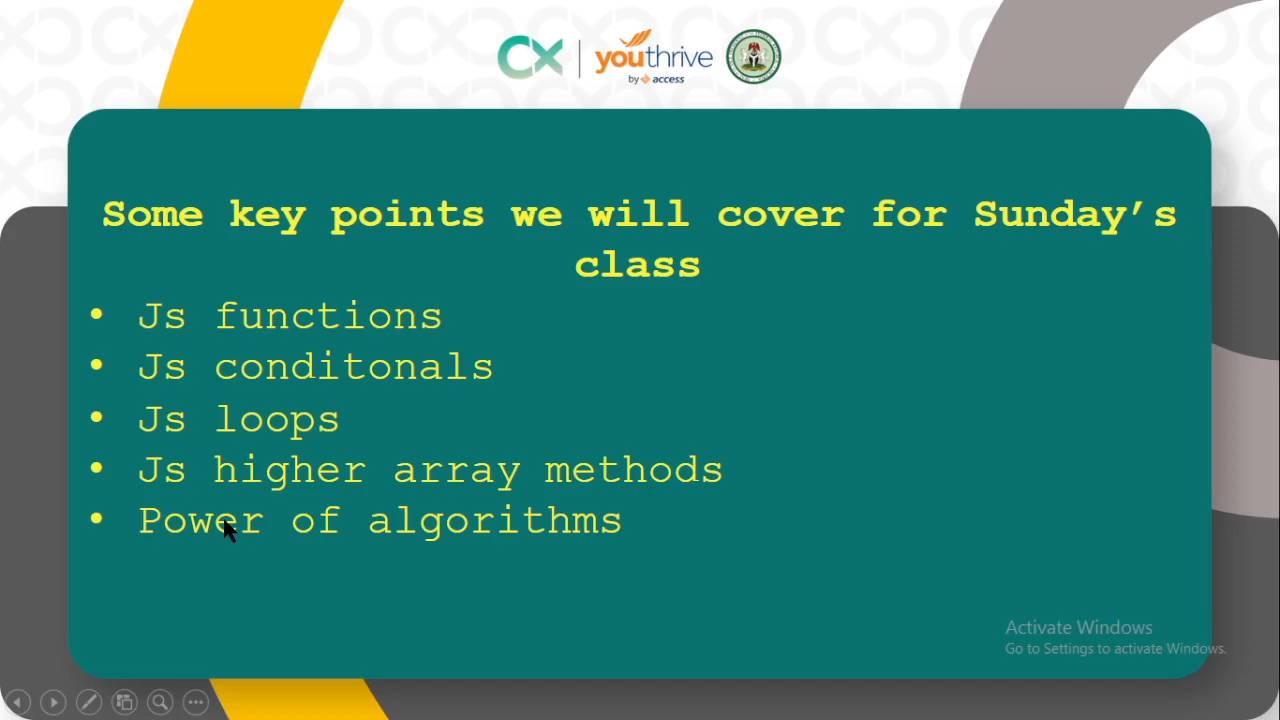 CX
youthrive
by access
Some key points we will cover for Sunday’s
class
• Js functions
• Js conditonals
• Js loops
• Js higher array methods
• Power of algorithms
Activate Windows
Go to Settings to activate Windows.